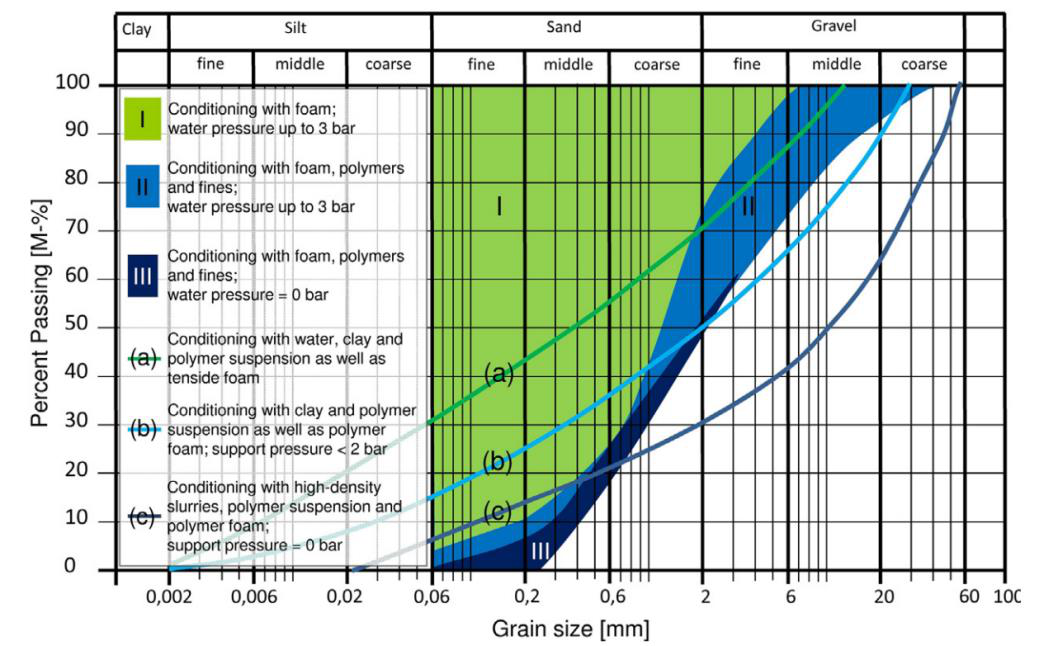 Clay Silt Sand Gravel
fine middle coarse fine middle coarse fine middle coarse
100
90
80
70
60
50
40
30
20
10
0
Percent Passing [M-%]
I Conditioning with foam;
water pressure up to 3 bar
II Conditioning with foam, polymers
and fines;
water pressure up to 3 bar
III Conditioning with foam, polymers
and fines;
water pressure = 0 bar
(a) Conditioning with water, clay and
polymer suspension as well as
tenside foam
(b) Conditioning with clay and polymer
suspension as well as polymer
foam; support pressure < 2 bar
(c) Conditioning with high-density
slurries, polymer suspension and
polymer foam;
support pressure = 0 bar
I
II
(a)
(b)
(c)
III
0,002 0,006 0,02 0,06 0,2 0,6 2 6 20 60 100
Grain size [mm]